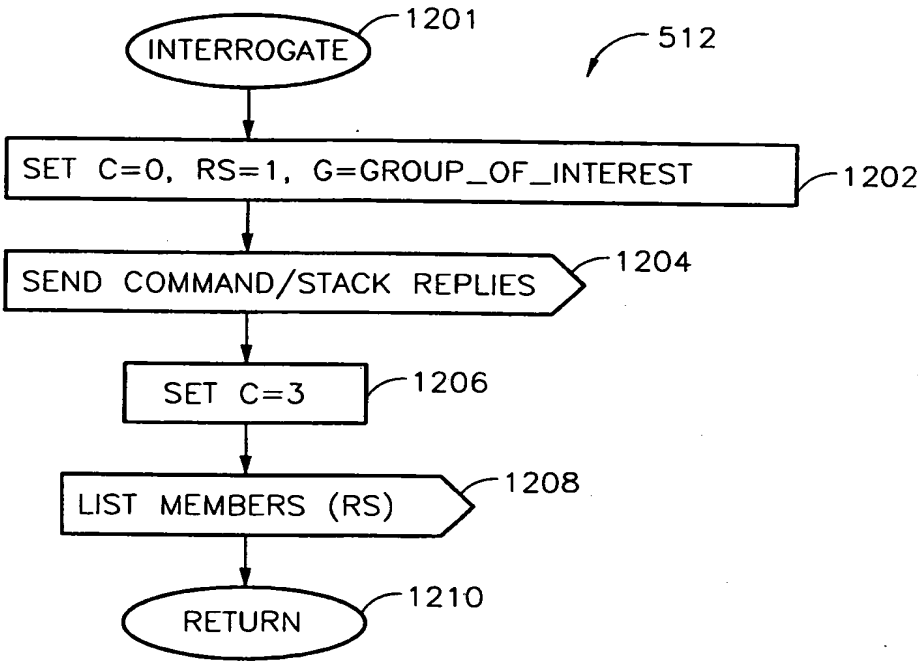 1201
INTERROGATE
512
SET C=0, RS=1, G=GROUP_OF_INTEREST
1202
SEND COMMAND/STACK REPLIES
1204
SET C=3
1206
LIST MEMBERS (RS)
1208
RETURN
1210